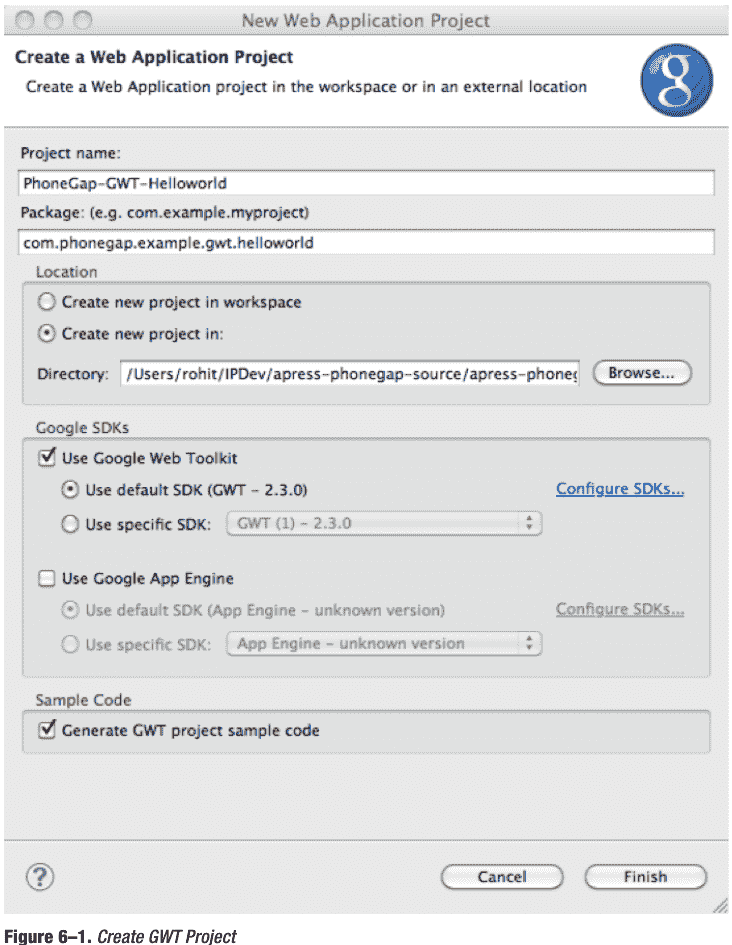 New Web Application Project
Create a Web Application Project
Create a Web Application project in the workspace or in an external location
g
Project name:
PhoneGap-GWT-Helloworld
Package: (e.g. com.example.myproject)
com.phonegap.example.gwt.helloworld
Location
Create new project in workspace
Create new project in:
Directory: /Users/rohit/IPDev/apress-phonegap-source/apress-phoneg Browse...
Google SDKs
Use Google Web Toolkit
Use default SDK (GWT - 2.3.0) Configure SDKs...
Use specific SDK: GWT (1) - 2.3.0
Use Google App Engine
Use default SDK (App Engine - unknown version) Configure SDKs...
Use specific SDK: App Engine - unknown version
Sample Code
Generate GWT project sample code
? Cancel Finish
Figure 6–1. Create GWT Project